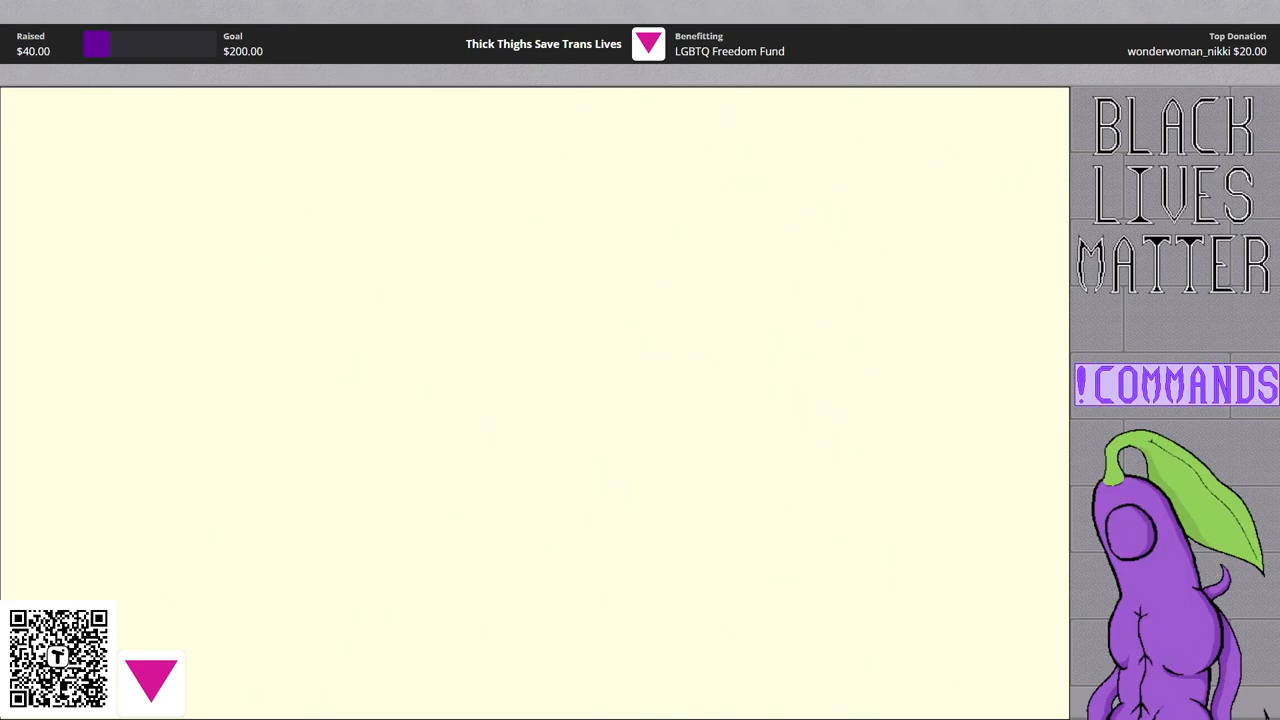 Raised
$40.00
Goal
$200.00
Thick Thighs Save Trans Lives
Benefitting
LGBTQ Freedom Fund
Top Donation
wonderwoman_nikki $20.00
BLACK
LIVES
MATTER
!COMMANDS
T